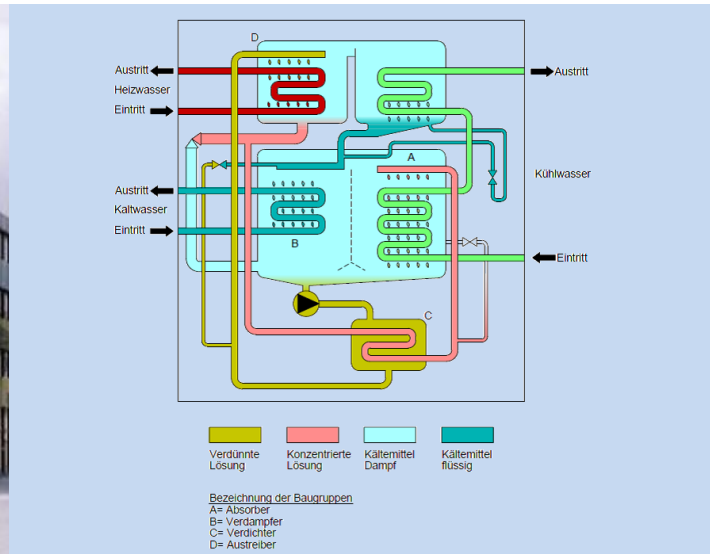 D
Austritt
Austritt
Heizwasser
Eintritt
A
Kühlwasser
Austritt
Kaltwasser
Eintritt
B
Eintritt
C
Verdünnte
Lösung
Konzentrierte
Lösung
Kältemittel
Dampf
Kältemittel
flüssig
Bezeichnung der Baugruppen
A= Absorber
B= Verdampfer
C= Verdichter
D= Austreiber